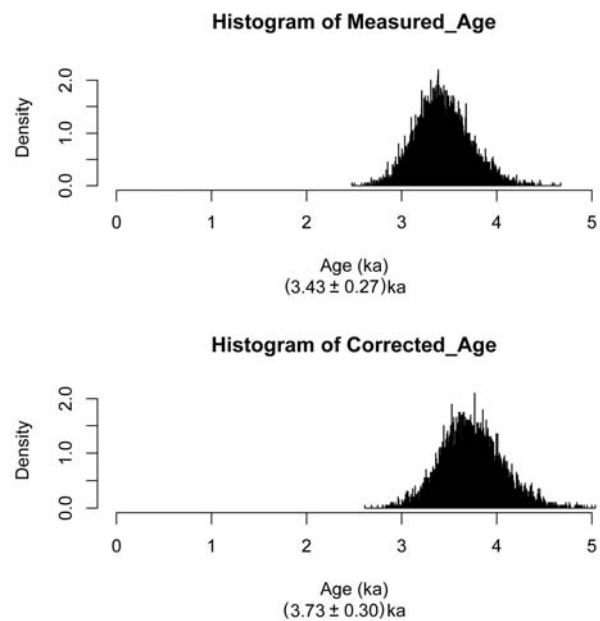 Histogram of Measured_Age
Density
2.0
1.0
0.0
0 1 2 3 4 5
Age (ka)
(3.43 ± 0.27)ka
Histogram of Corrected_Age
Density
2.0
1.0
0.0
0 1 2 3 4 5
Age (ka)
(3.73 ± 0.30)ka